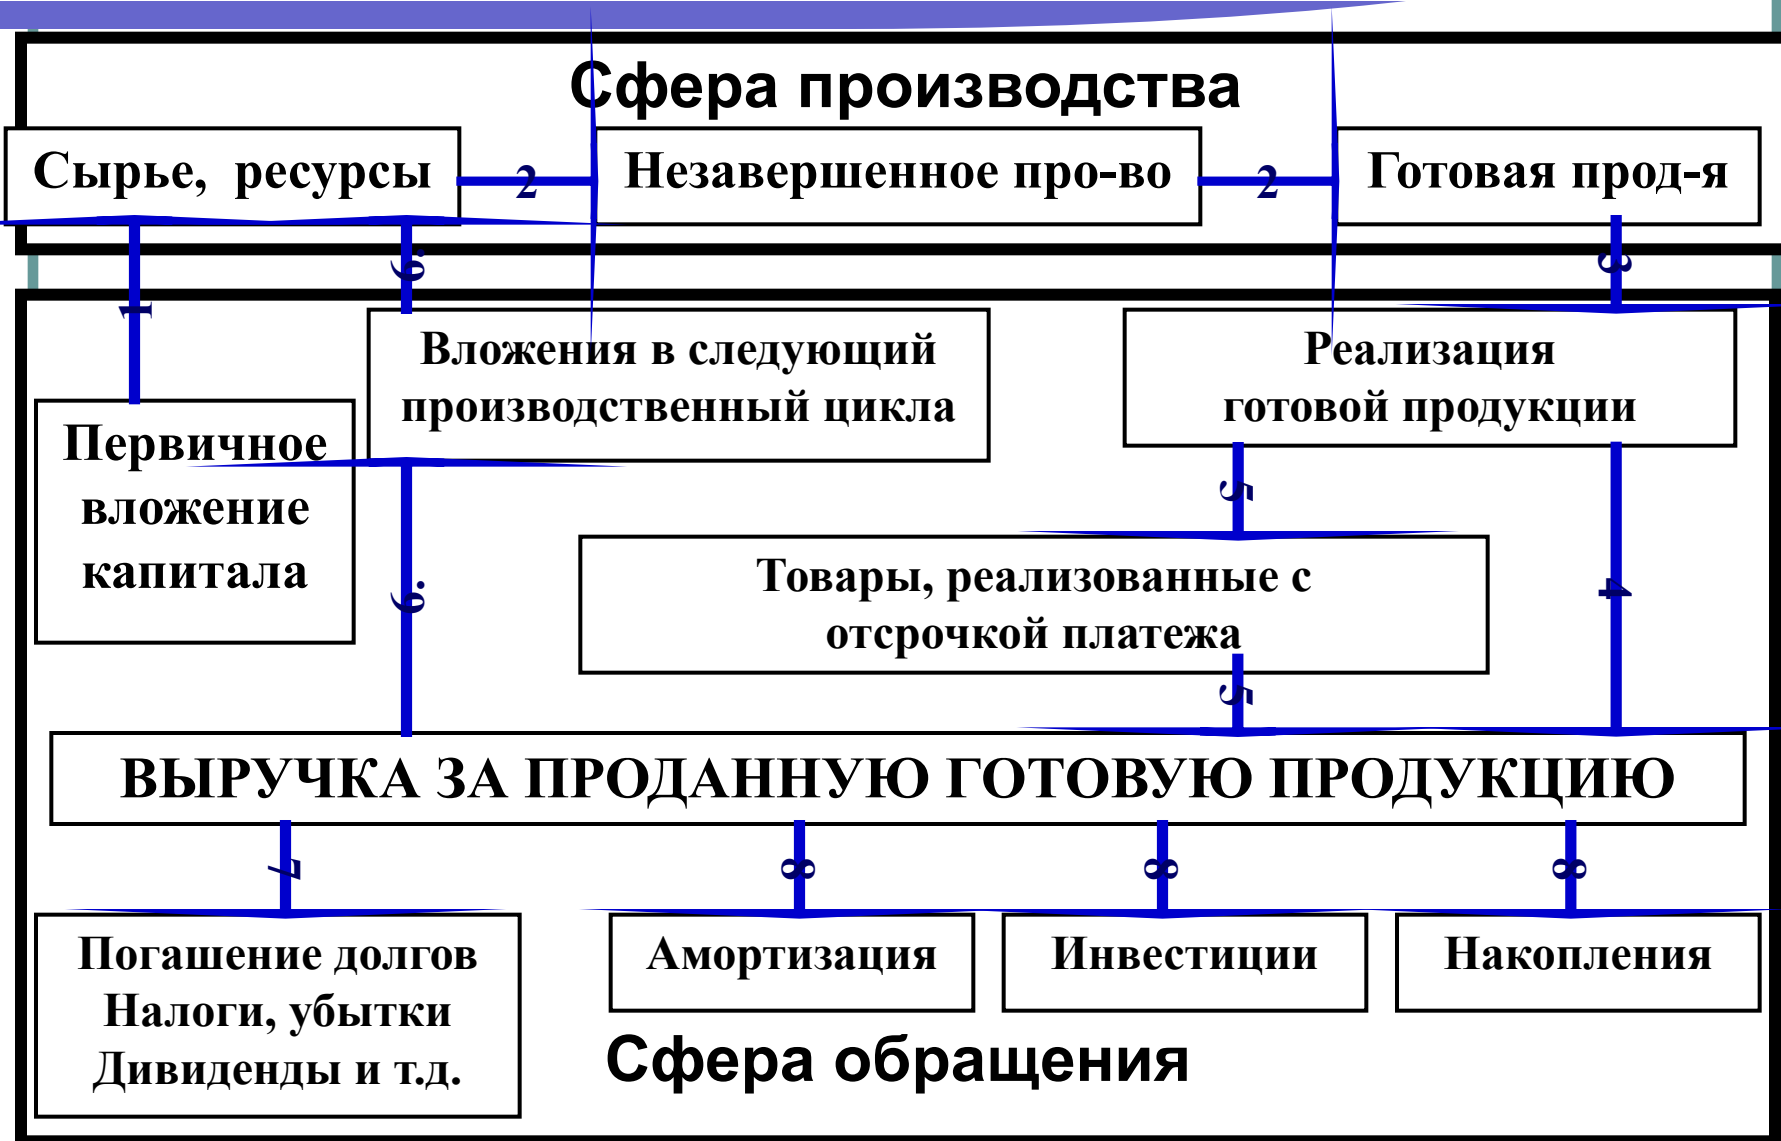 Сфера производства
Сырье, ресурсы
2
Незавершенное про-во
2
Готовая прод-я
1
6.
3
Вложения в следующий
производственный цикла
Реализация
готовой продукции
Первичное
вложение
капитала
5
4
6.
Товары, реализованные с
отсрочкой платежа
5
ВЫРУЧКА ЗА ПРОДАННУЮ ГОТОВУЮ ПРОДУКЦИЮ
7
8
8
8
Погашение долгов
Налоги, убытки
Дивиденды и т.д.
Амортизация
Инвестиции
Накопления
Сфера обращения